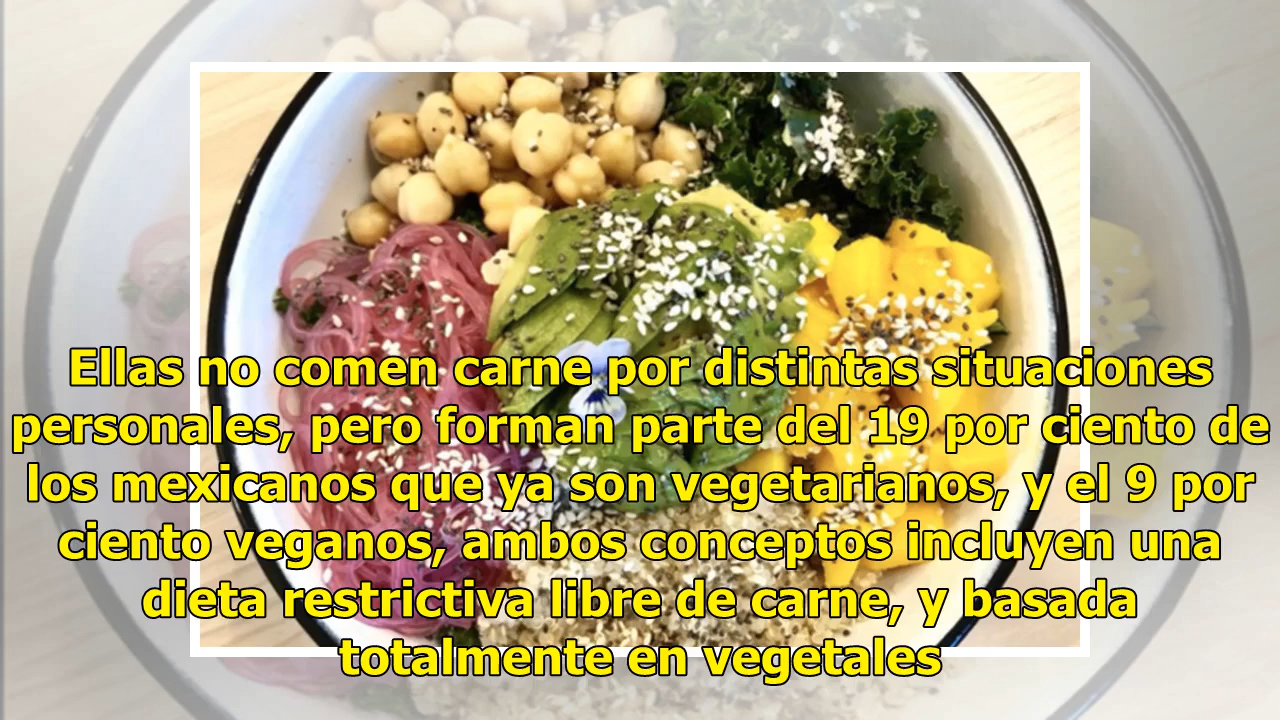 Ellas no comen carne por distintas situaciones
personales, pero forman parte del 19 por ciento de
los mexicanos que ya son vegetarianos, y el 9 por
ciento veganos, ambos conceptos incluyen una
dieta restrictiva libre de carne, y basada
totalmente en vegetales